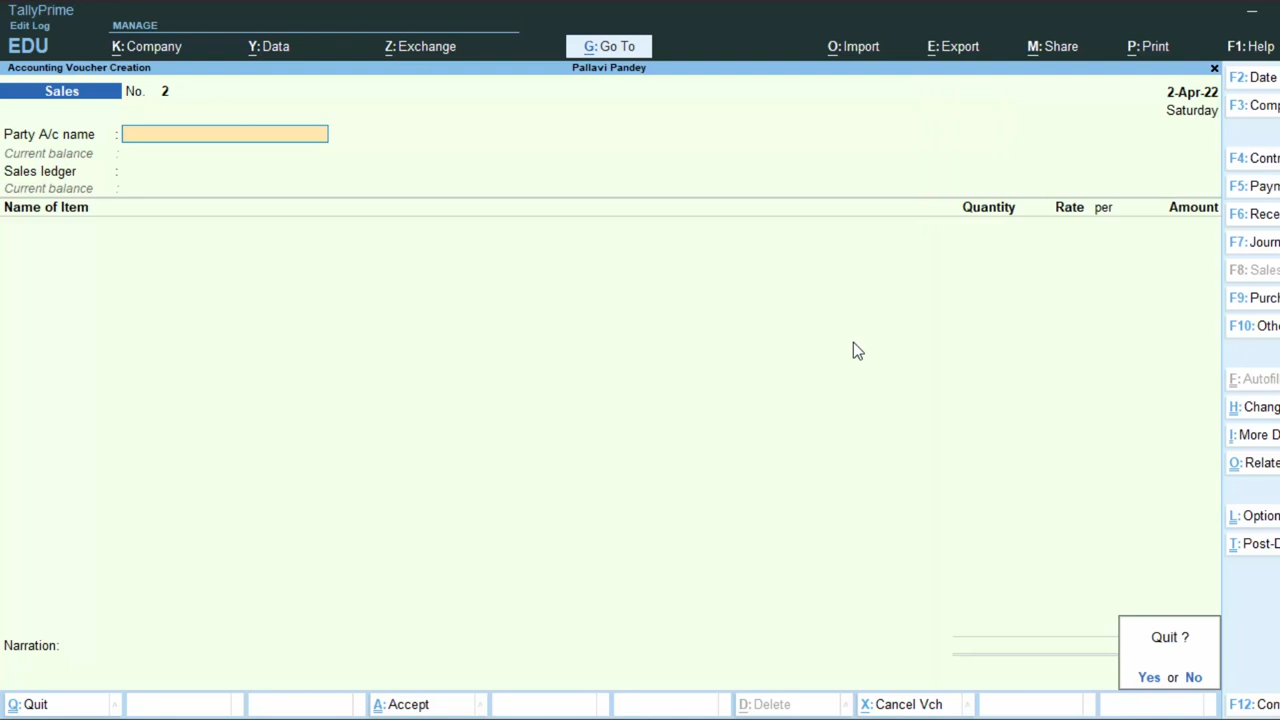 TallyPrime
Edit Log
EDU
MANAGE
K: Company Y: Data Z: Exchange G: Go To O: Import E: Export M: Share P: Print F1: Help
Accounting Voucher Creation Pallavi Pandey
Sales No. 2 2-Apr-22
Saturday
Party A/c name :
Current balance :
Sales ledger :
Current balance :
Name of Item Quantity Rate per Amount
Narration:
Quit ?
Yes or No
Q: Quit A: Accept D: Delete X: Cancel Vch
F2: Date
F3: Comp
F4: Contr
F5: Paym
F6: Rece
F7: Journ
F8: Sales
F9: Purch
F10: Othe
F: Autofil
H: Chang
I: More D
O: Relate
L: Option
T: Post-D
F12: Con